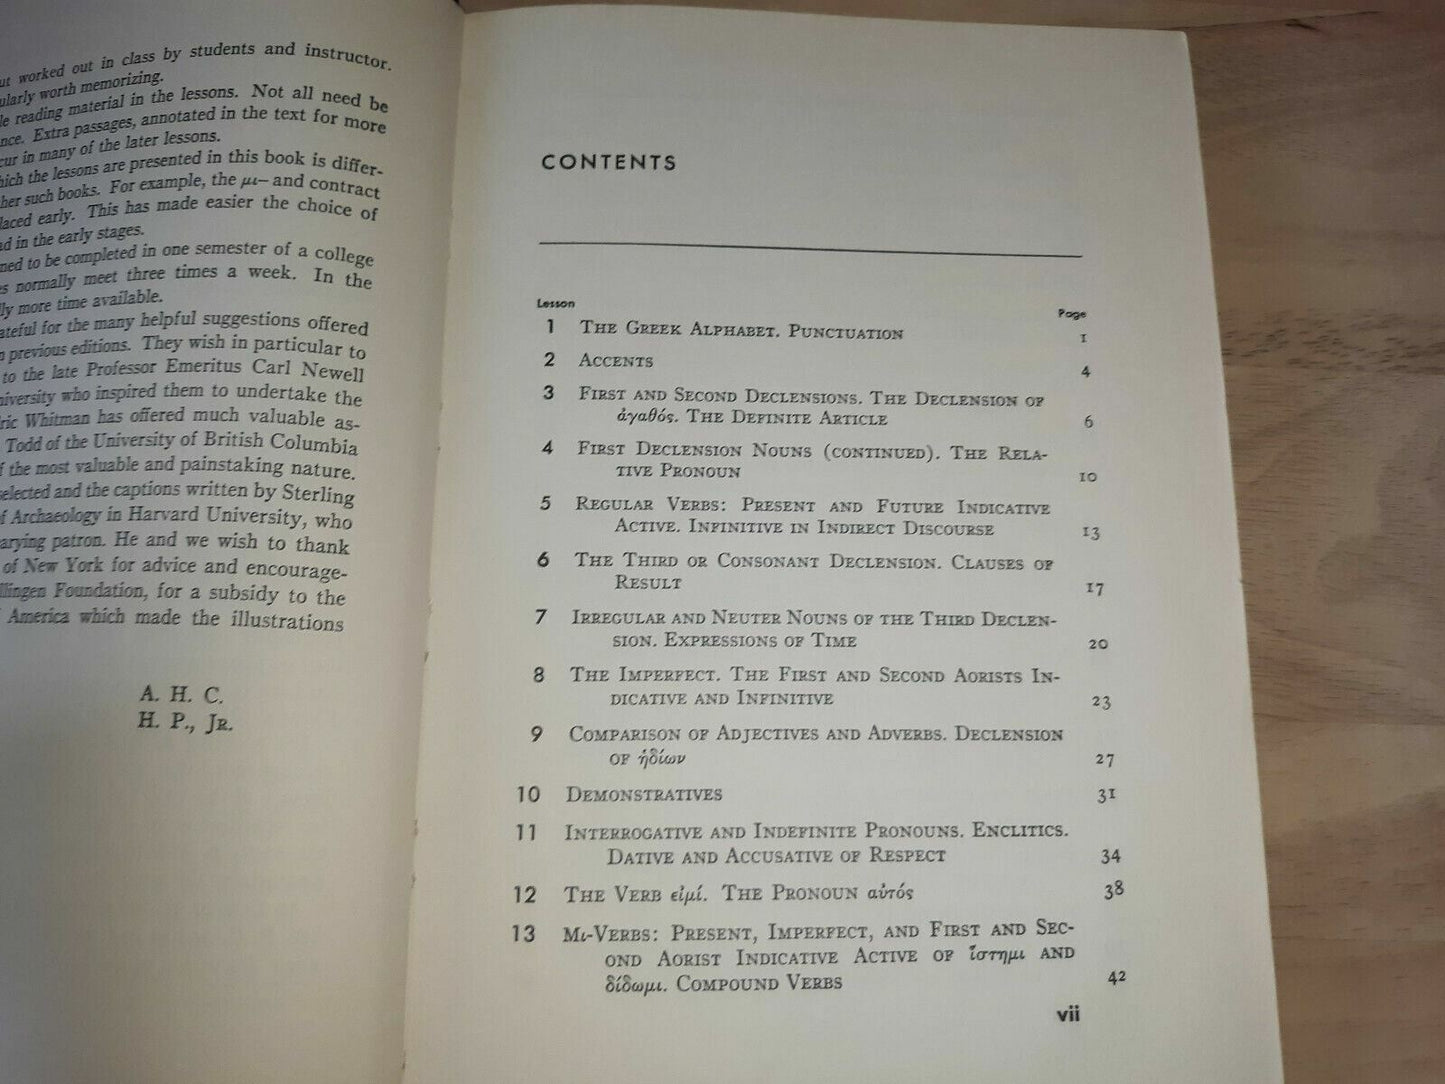 ut worked out in class by students and instructor.
ularly worth memorizing.
le reading material in the lessons. Not all need be
nce. Extra passages, annotated in the text for more
cur in many of the later lessons.
hich the lessons are presented in this book is differ-
her such books. For example, the μι– and contract
laced early. This has made easier the choice of
ad in the early stages.
ned to be completed in one semester of a college
es normally meet three times a week. In the
lly more time available.
ateful for the many helpful suggestions offered
n previous editions. They wish in particular to
to the late Professor Emeritus Carl Newell
niversity who inspired them to undertake the
ric Whitman has offered much valuable as-
Todd of the University of British Columbia
f the most valuable and painstaking nature.
selected and the captions written by Sterling
of Archaeology in Harvard University, who
arying patron. He and we wish to thank
of New York for advice and encourage-
llingen Foundation, for a subsidy to the
f America which made the illustrations
A. H. C.
H. P., Jr.
CONTENTS
Lesson Page
1 The Greek Alphabet. Punctuation 1
2 Accents 4
3 First and Second Declensions. The Declension of
ἀγαθός. The Definite Article 6
4 First Declension Nouns (continued). The Rela-
tive Pronoun 10
5 Regular Verbs: Present and Future Indicative
Active. Infinitive in Indirect Discourse 13
6 The Third or Consonant Declension. Clauses of
Result 17
7 Irregular and Neuter Nouns of the Third Declen-
sion. Expressions of Time 20
8 The Imperfect. The First and Second Aorists In-
dicative and Infinitive 23
9 Comparison of Adjectives and Adverbs. Declension
of ἡδίων 27
10 Demonstratives 31
11 Interrogative and Indefinite Pronouns. Enclitics.
Dative and Accusative of Respect 34
12 The Verb εἰμί. The Pronoun αὐτός 38
13 Mι-Verbs: Present, Imperfect, and First and Sec-
ond Aorist Indicative Active of ἵστημι and
δίδωμι. Compound Verbs 42
vii